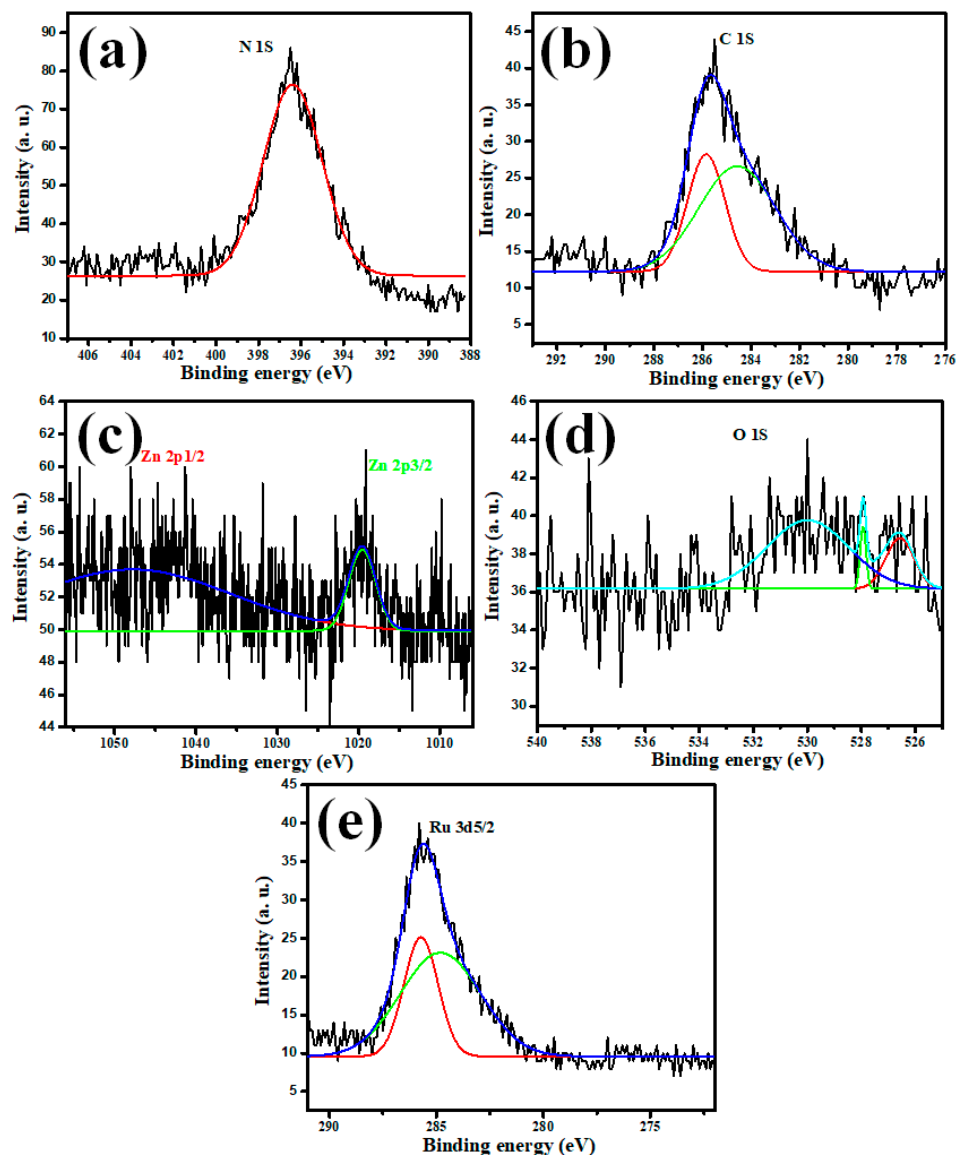 (a)
N 1S
Intensity (a. u.)
90
80
70
60
50
40
30
20
10
406 404 402 400 398 396 394 392 390 388
Binding energy (eV)
(b)
C 1S
Intensity (a. u.)
45
40
35
30
25
20
15
10
5
292 290 288 286 284 282 280 278 276
Binding energy (eV)
(c)
Zn 2p1/2
Zn 2p3/2
Intensity (a. u.)
64
62
60
58
56
54
52
50
48
46
44
1050 1040 1030 1020 1010
Binding energy (eV)
(d)
O 1S
Intensity (a. u.)
46
44
42
40
38
36
34
32
30
540 538 536 534 532 530 528 526
Binding energy (eV)
(e)
Ru 3d5/2
Intensity (a. u.)
45
40
35
30
25
20
15
10
5
290 285 280 275
Binding energy (eV)